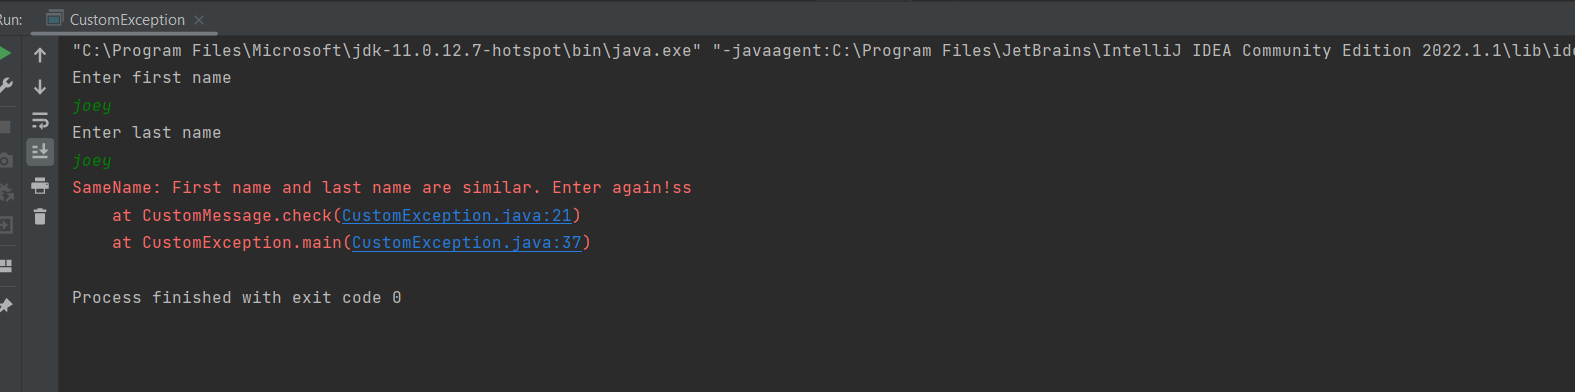 Run: CustomException
"C:\Program Files\Microsoft\jdk-11.0.12.7-hotspot\bin\java.exe" "-javaagent:C:\Program Files\JetBrains\IntelliJ IDEA Community Edition 2022.1.1\lib\ide
Enter first name
joey
Enter last name
joey
SameName: First name and last name are similar. Enter again!ss
at CustomMessage.check(CustomException.java:21)
at CustomException.main(CustomException.java:37)
Process finished with exit code 0